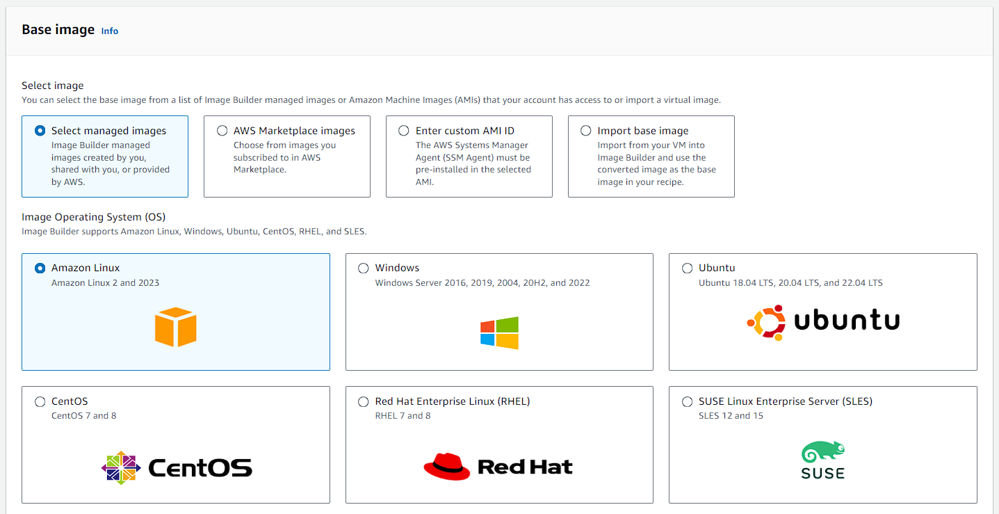 Base image Info
Select image
You can select the base image from a list of Image Builder managed images or Amazon Machine Images (AMIs) that your account has access to or import a virtual image.
Select managed images
Image Builder managed
images created by you,
shared with you, or provided
by AWS.
AWS Marketplace images
Choose from images you
subscribed to in AWS
Marketplace.
Enter custom AMI ID
The AWS Systems Manager
Agent (SSM Agent) must be
pre-installed in the selected
AMI.
Import base image
Import from your VM into
Image Builder and use the
converted image as the base
image in your recipe.
Image Operating System (OS)
Image Builder supports Amazon Linux, Windows, Ubuntu, CentOS, RHEL, and SLES.
Amazon Linux
Amazon Linux 2 and 2023
Windows
Windows Server 2016, 2019, 2004, 20H2, and 2022
Ubuntu
Ubuntu 18.04 LTS, 20.04 LTS, and 22.04 LTS
ubuntu
CentOS
CentOS 7 and 8
CentOS
Red Hat Enterprise Linux (RHEL)
RHEL 7 and 8
Red Hat
SUSE Linux Enterprise Server (SLES)
SLES 12 and 15
SUSE